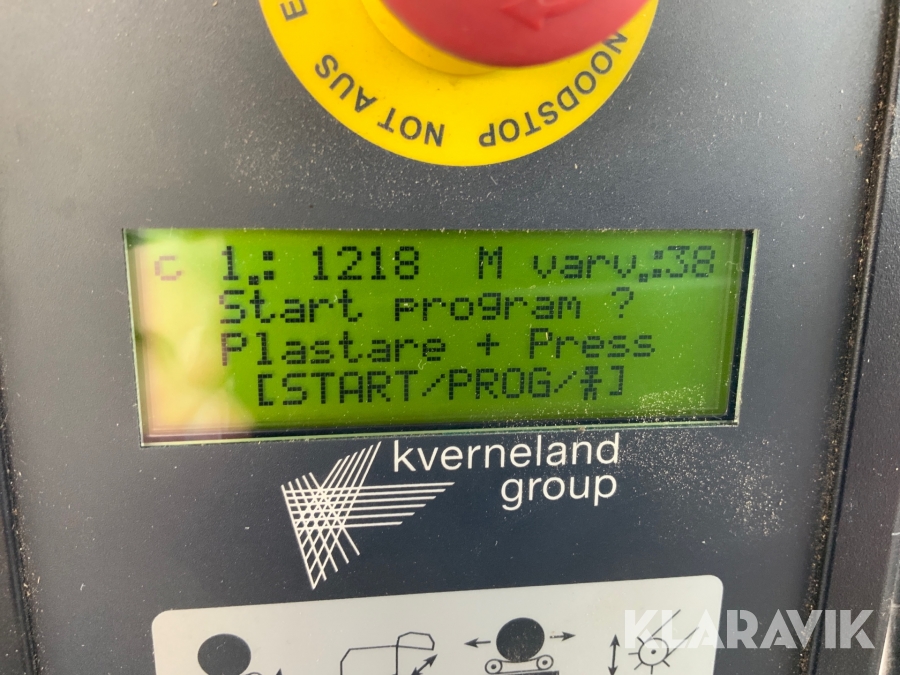 E
NOT AUS
NOODSTOP
c 1.: 1218 M varv.:38
Start program ?
Plastare + Press
[START/PROG/]
kverneland
group
KLARAVIK